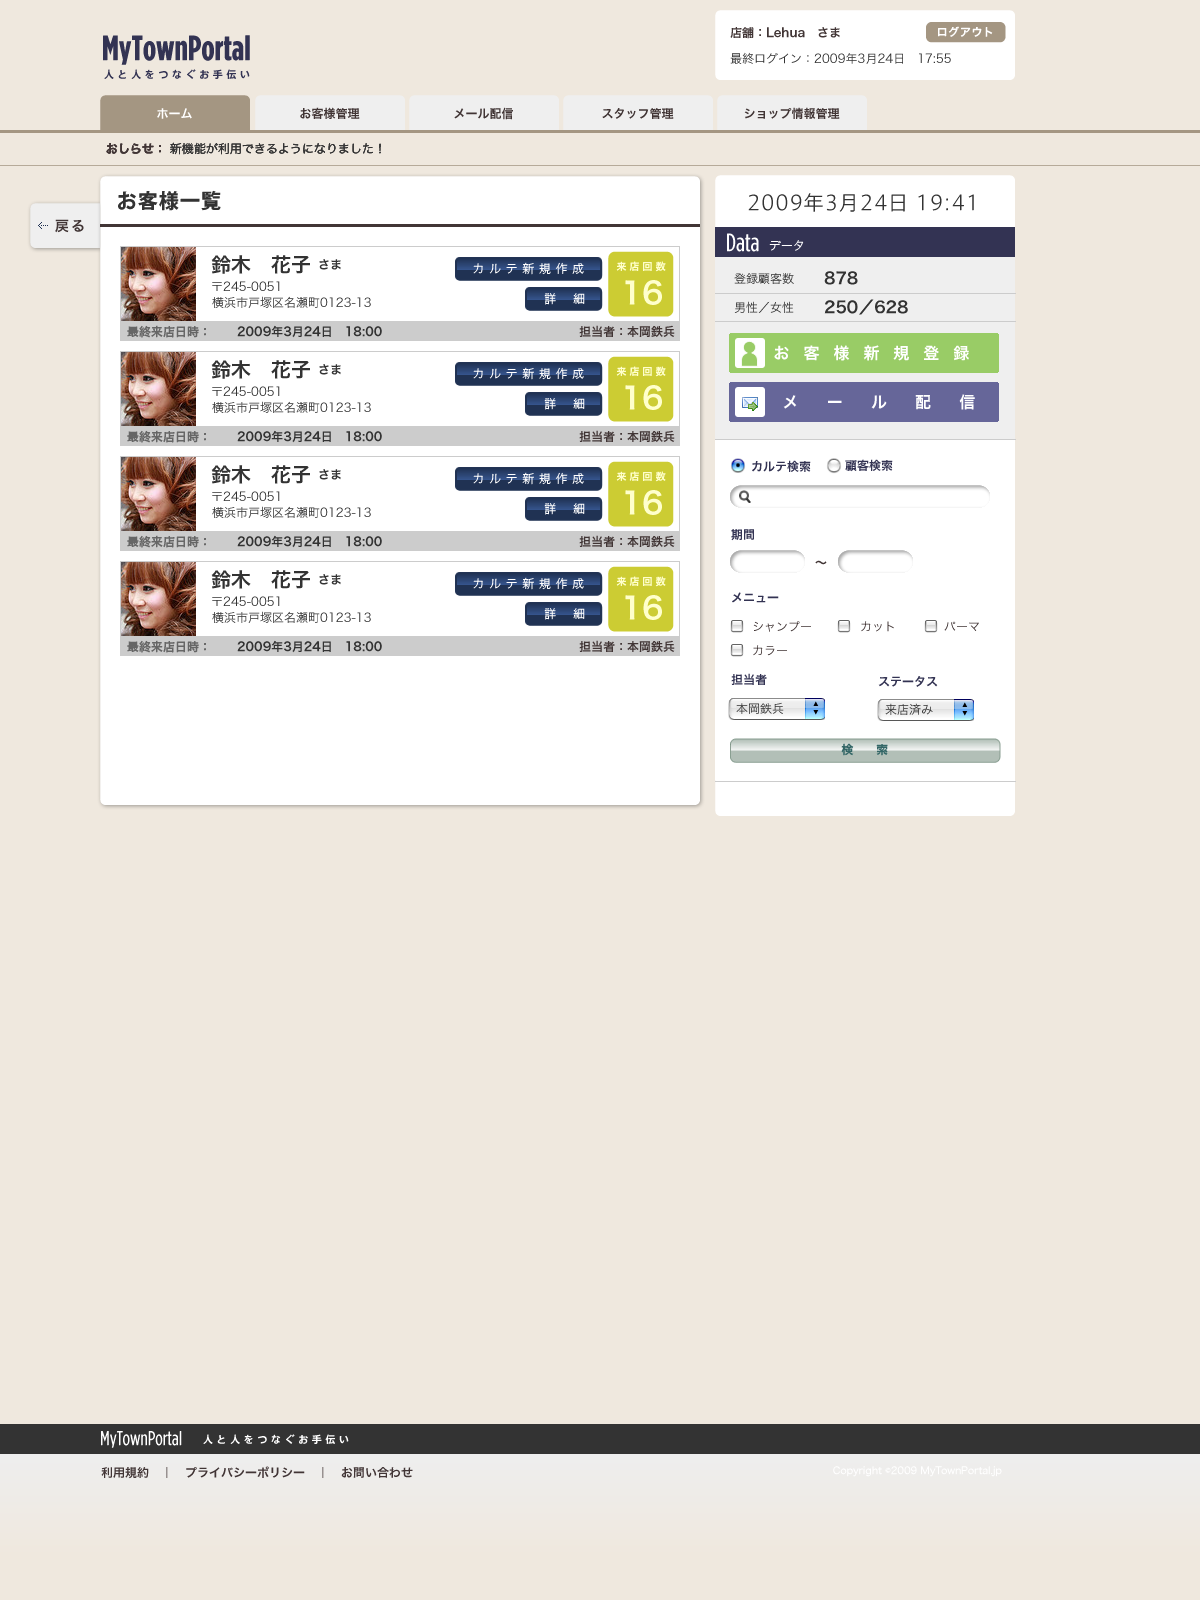 MyTownPortal
人と人をつなぐお手伝い
店舗：Lehua　さま
ログアウト
最終ログイン：2009年3月24日　17:55
ホーム
お客様管理
メール配信
スタッフ管理
ショップ情報管理
おしらせ： 新機能が利用できるようになりました！
戻る
お客様一覧
鈴木　花子 さま
〒245-0051
横浜市戸塚区名瀬町0123-13
カルテ新規作成
詳　細
来店回数
16
最終来店日時：　2009年3月24日　18:00
担当者：本岡鉄兵
鈴木　花子 さま
〒245-0051
横浜市戸塚区名瀬町0123-13
カルテ新規作成
詳　細
来店回数
16
最終来店日時：　2009年3月24日　18:00
担当者：本岡鉄兵
鈴木　花子 さま
〒245-0051
横浜市戸塚区名瀬町0123-13
カルテ新規作成
詳　細
来店回数
16
最終来店日時：　2009年3月24日　18:00
担当者：本岡鉄兵
鈴木　花子 さま
〒245-0051
横浜市戸塚区名瀬町0123-13
カルテ新規作成
詳　細
来店回数
16
最終来店日時：　2009年3月24日　18:00
担当者：本岡鉄兵
2009年3月24日 19:41
Data データ
登録顧客数　878
男性／女性　250／628
お客様新規登録
メール配信
カルテ検索　顧客検索
期間
～
メニュー
シャンプー　カット　パーマ
カラー
担当者
ステータス
本岡鉄兵
来店済み
検　索
MyTownPortal　人と人をつなぐお手伝い
利用規約　|　プライバシーポリシー　|　お問い合わせ
Copyright ©2009 MyTownPortal.jp